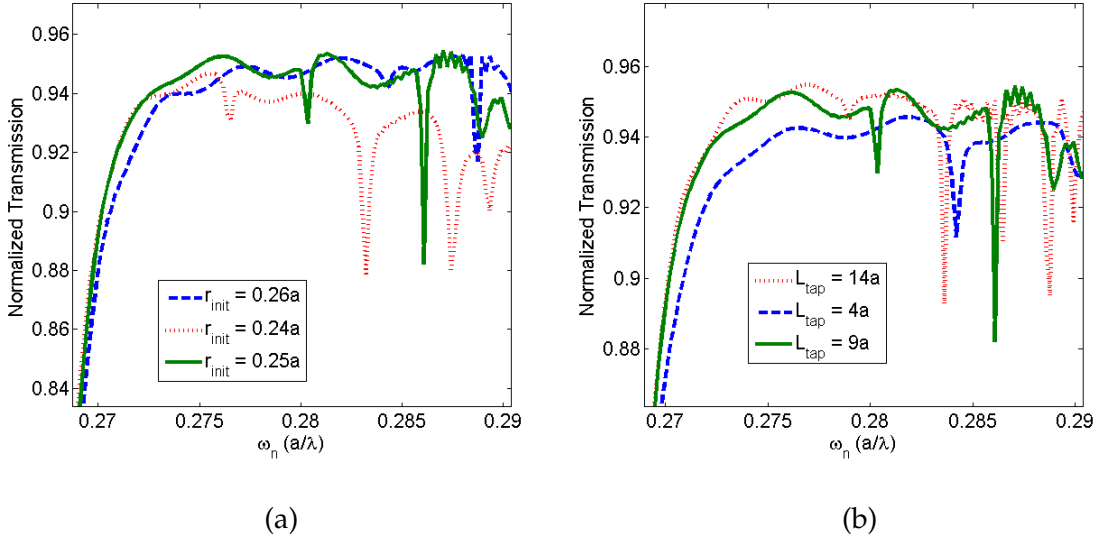 0.96
0.94
0.92
0.9
0.88
0.86
0.84
Normalized Transmission
r_init = 0.26a
r_init = 0.24a
r_init = 0.25a
0.27 0.275 0.28 0.285 0.29
ω_n (a/λ)
(a)
0.96
0.94
0.92
0.9
0.88
Normalized Transmission
L_tap = 14a
L_tap = 4a
L_tap = 9a
0.27 0.275 0.28 0.285 0.29
ω_n (a/λ)
(b)